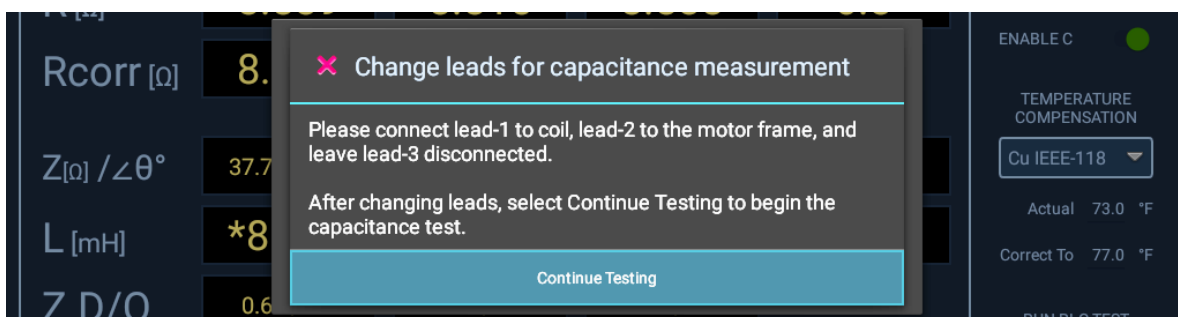 Rcorr [Ω]
8.
Z[Ω] /∠θ°
37.7
L [mH]
*8
Z D/Q
0.6
Change leads for capacitance measurement
Please connect lead-1 to coil, lead-2 to the motor frame, and
leave lead-3 disconnected.
After changing leads, select Continue Testing to begin the
capacitance test.
Continue Testing
ENABLE C
TEMPERATURE
COMPENSATION
Cu IEEE-118
Actual 73.0 °F
Correct To 77.0 °F